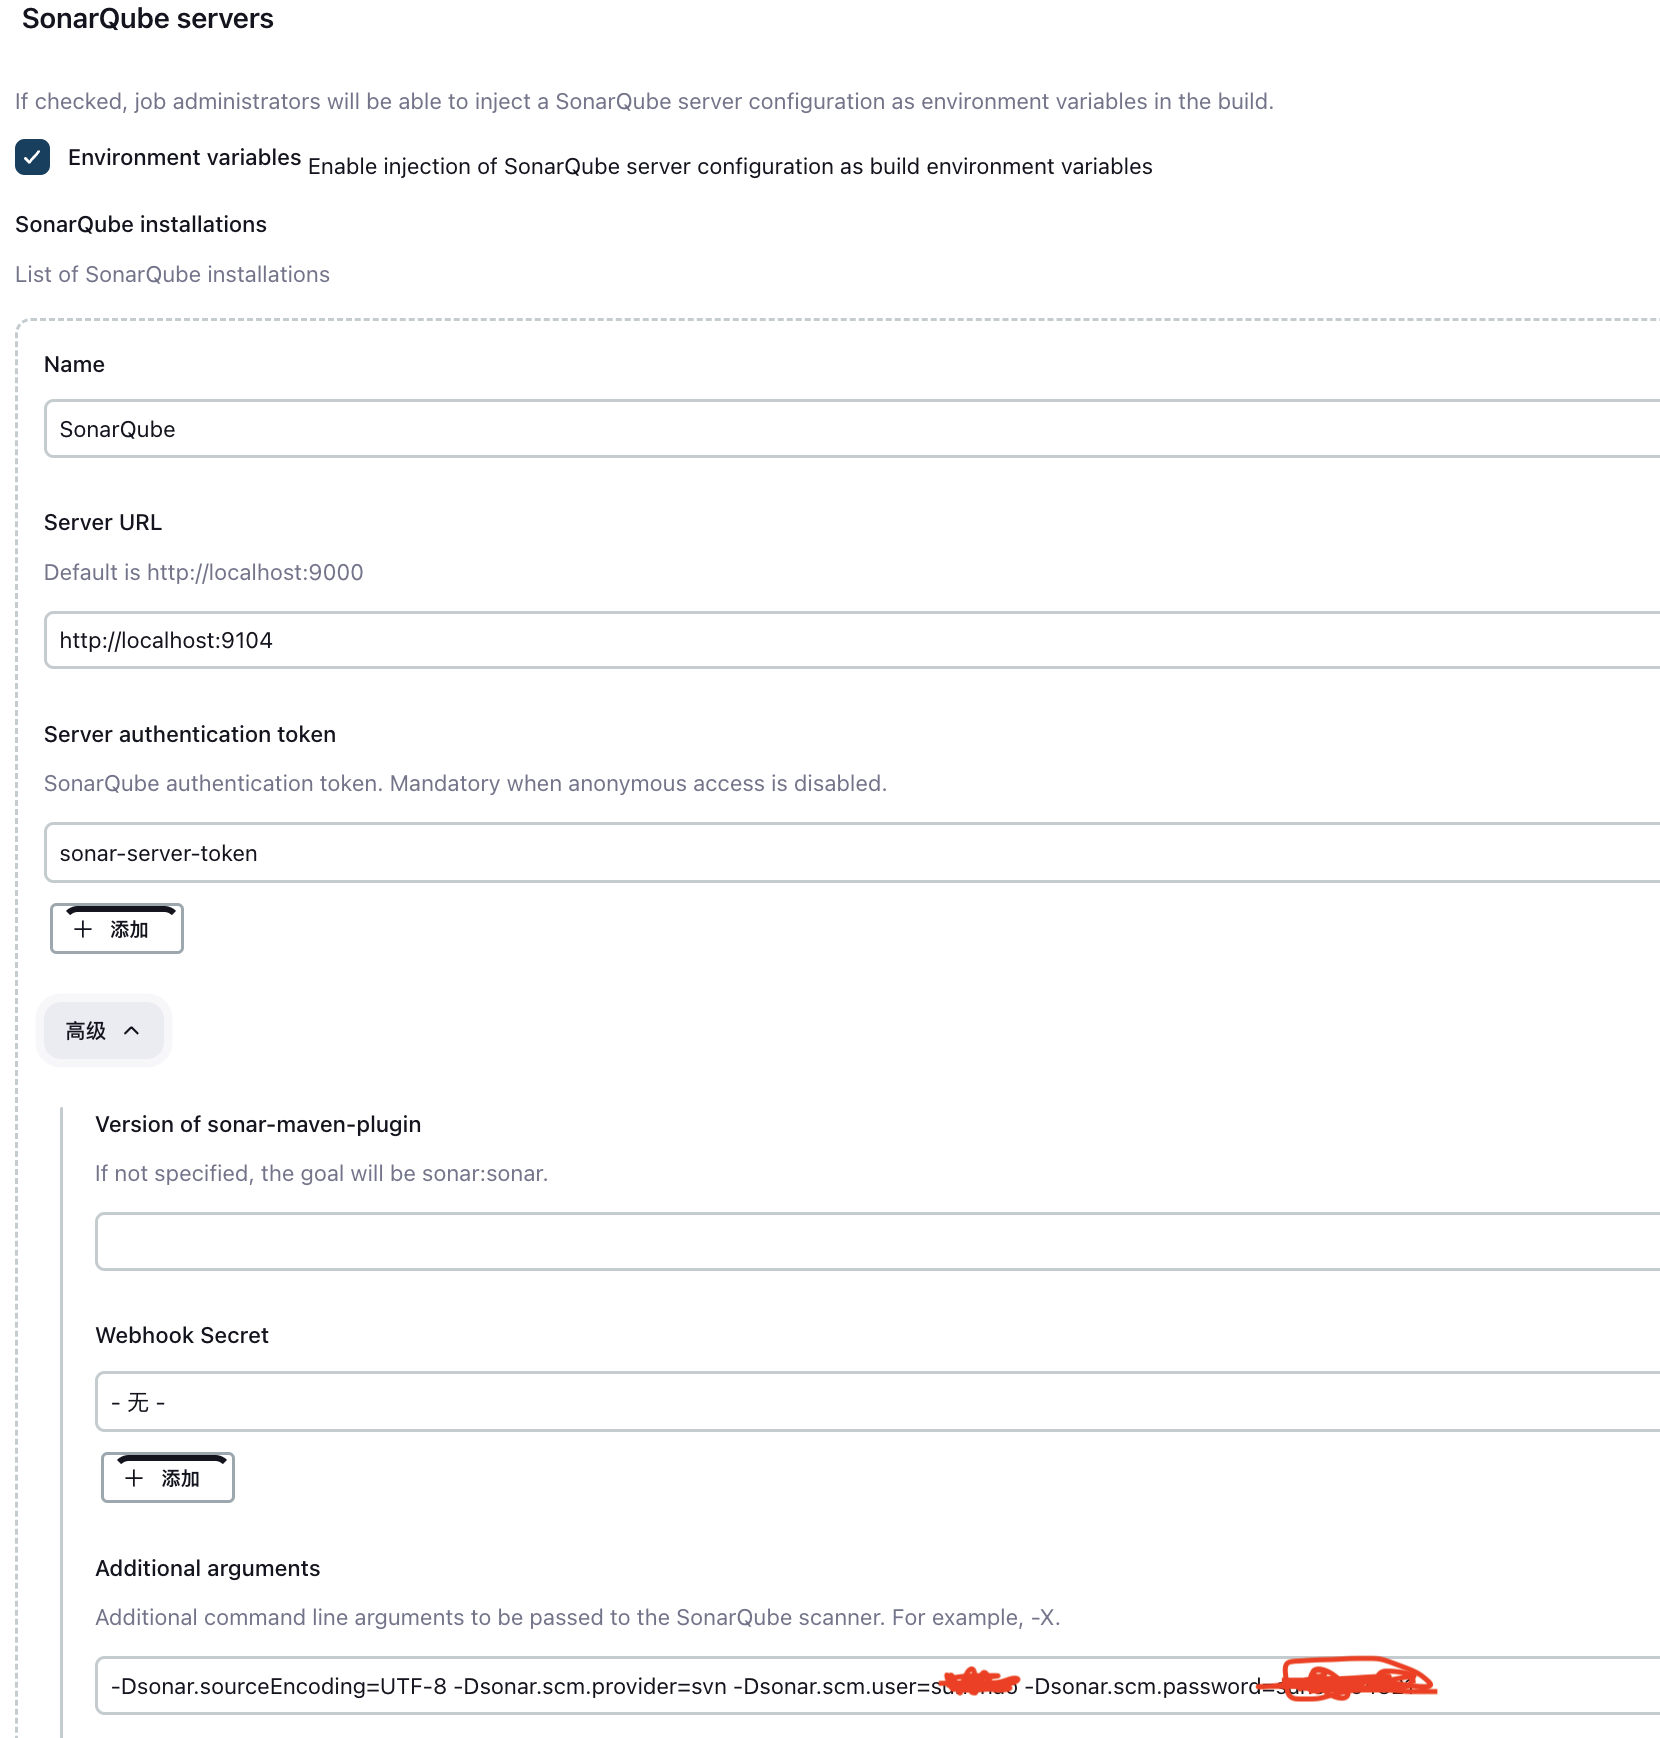 SonarQube servers
If checked, job administrators will be able to inject a SonarQube server configuration as environment variables in the build.
Environment variables Enable injection of SonarQube server configuration as build environment variables
SonarQube installations
List of SonarQube installations
Name
SonarQube
Server URL
Default is http://localhost:9000
http://localhost:9104
Server authentication token
SonarQube authentication token. Mandatory when anonymous access is disabled.
sonar-server-token
添加
高级
Version of sonar-maven-plugin
If not specified, the goal will be sonar:sonar.
Webhook Secret
- 无 -
添加
Additional arguments
Additional command line arguments to be passed to the SonarQube scanner. For example, -X.
-Dsonar.sourceEncoding=UTF-8 -Dsonar.scm.provider=svn -Dsonar.scm.user= -Dsonar.scm.password=